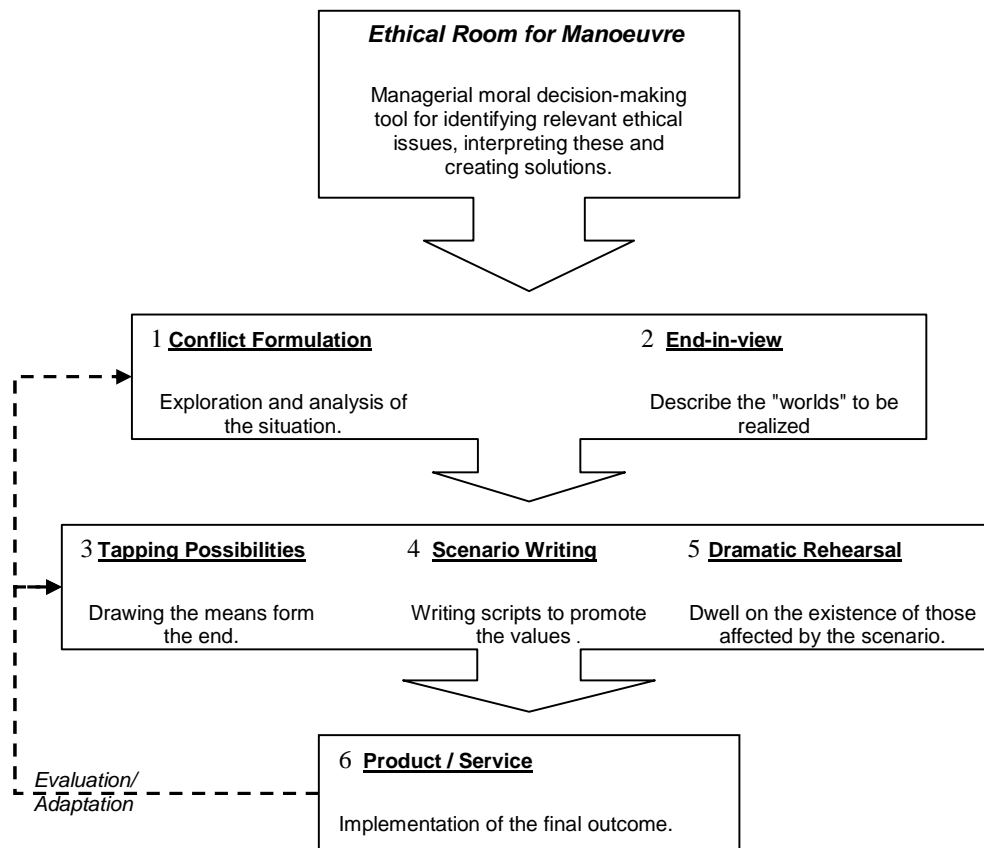 Ethical Room for Manoeuvre
Managerial moral decision-making
tool for identifying relevant ethical
issues, interpreting these and
creating solutions.
1 Conflict Formulation
Exploration and analysis of
the situation.
2 End-in-view
Describe the "worlds" to be
realized
3 Tapping Possibilities
Drawing the means form
the end.
4 Scenario Writing
Writing scripts to promote
the values .
5 Dramatic Rehearsal
Dwell on the existence of those
affected by the scenario.
6 Product / Service
Implementation of the final outcome.
Evaluation/
Adaptation